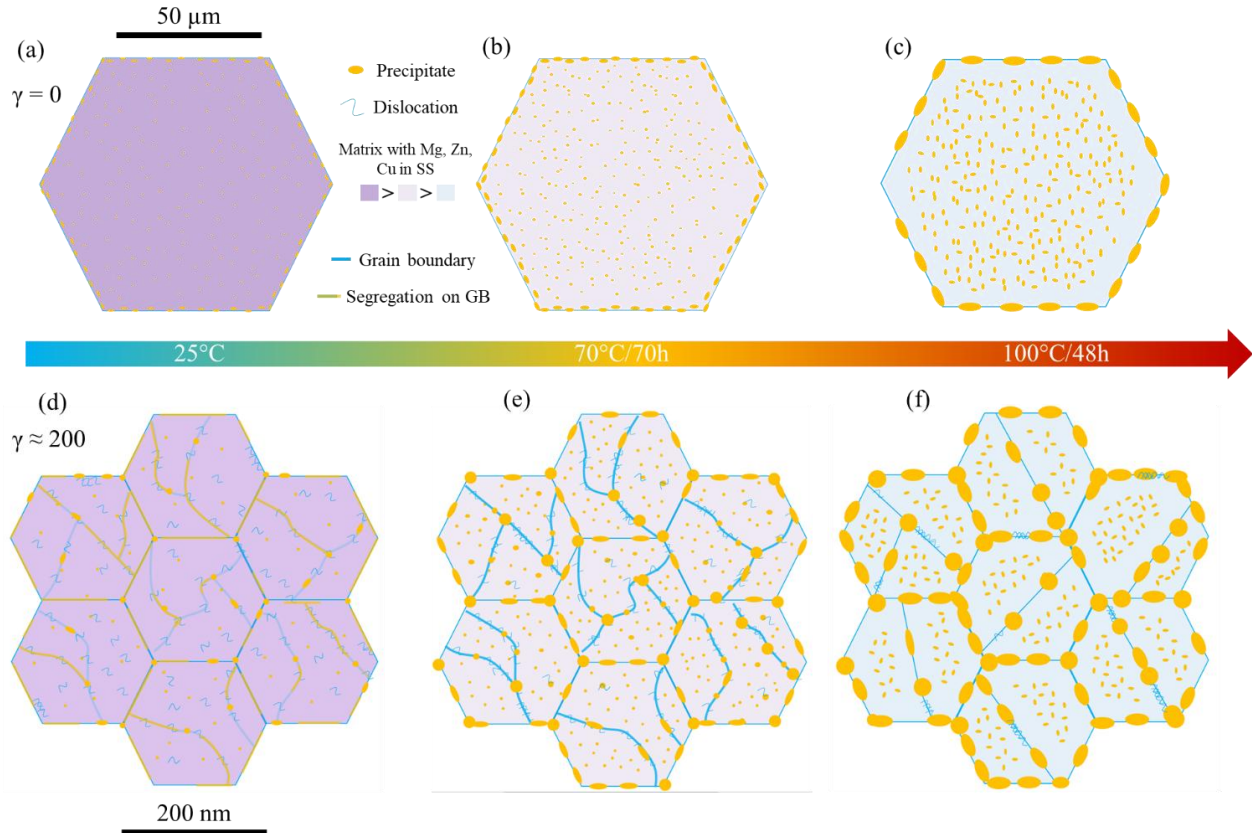 50 µm
(a)
(b)
(c)
γ = 0
Precipitate
Dislocation
Matrix with Mg, Zn,
Cu in SS
> >
Grain boundary
Segregation on GB
25°C
70°C/70h
100°C/48h
(d)
(e)
(f)
γ ≈ 200
200 nm